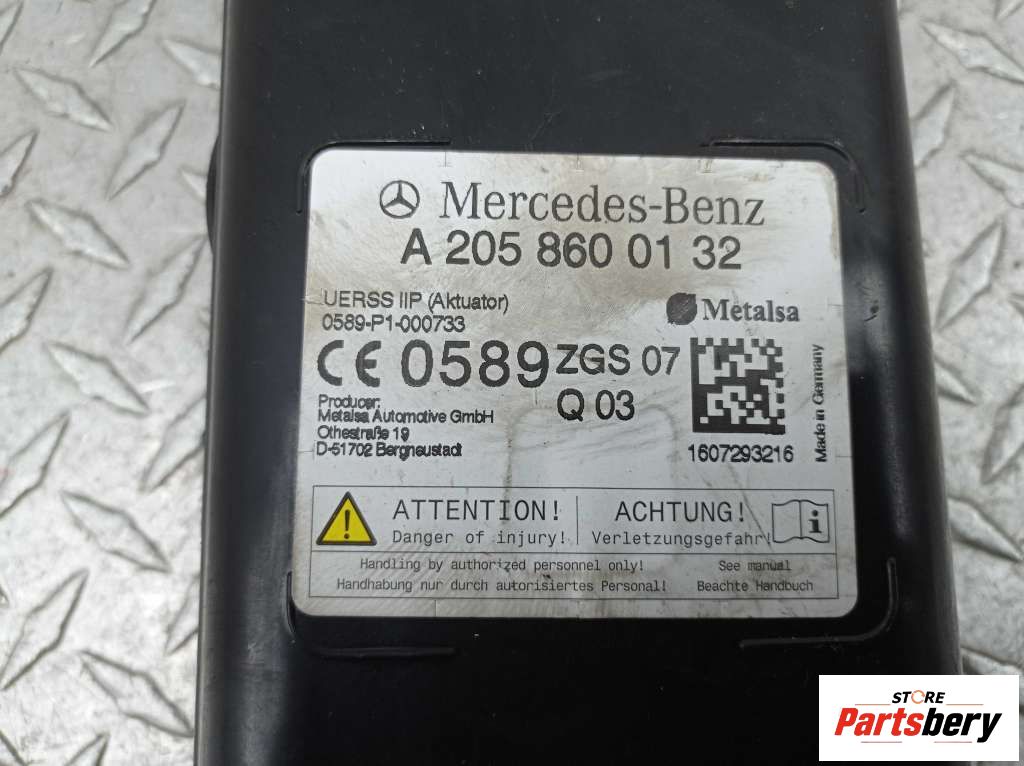 Mercedes-Benz
A 205 860 01 32
UERSS IIP (Aktuator)
0589-P1-000733
Metalsa
CE 0589 ZGS 07
Q 03
Producer:
Metalsa Automotive GmbH
Othestraße 19
D-51702 Bergneustadt
1607293216
Made in Germany
ATTENTION!
Danger of injury!
ACHTUNG!
Verletzungsgefahr!
i
Handling by authorized personnel only!
Handhabung nur durch autorisiertes Personal!
See manual
Beachte Handbuch
STORE
Partsbery